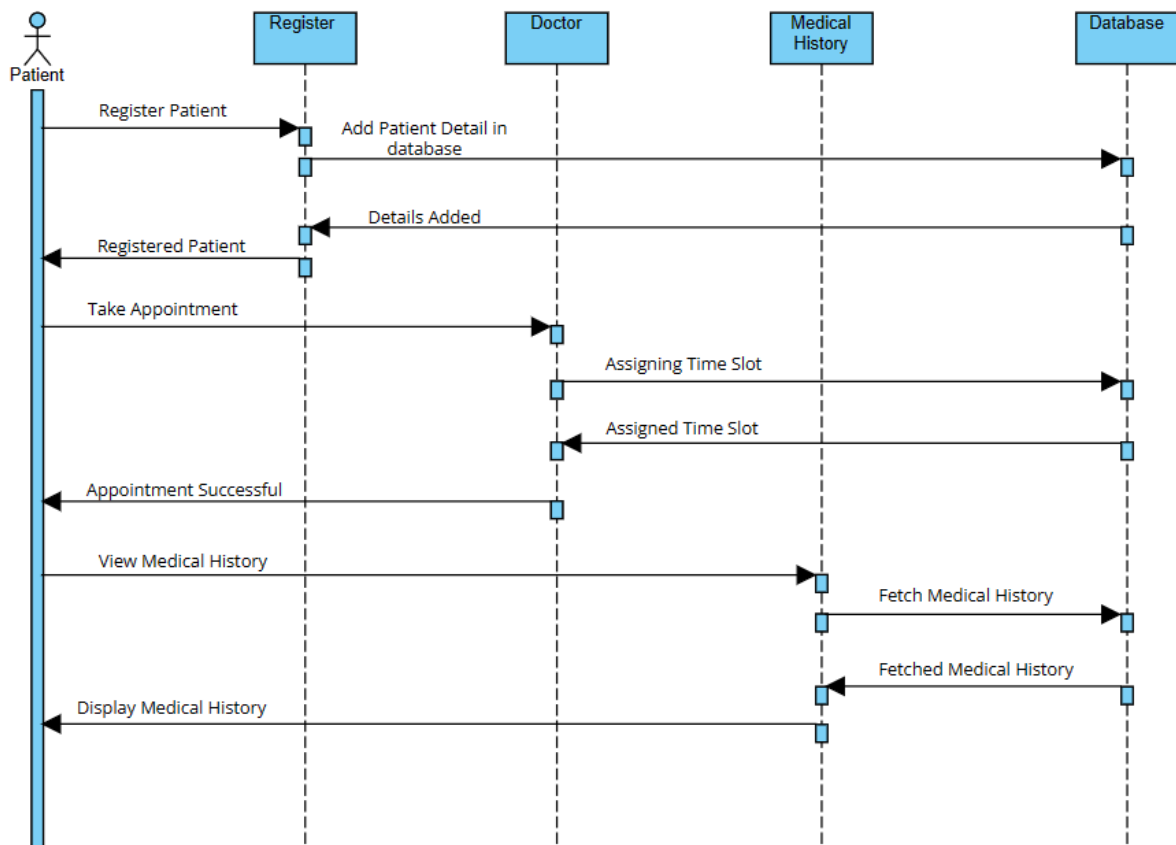 Register
Doctor
Medical
History
Database
Patient
Register Patient
Add Patient Detail in
database
Details Added
Registered Patient
Take Appointment
Assigning Time Slot
Assigned Time Slot
Appointment Successful
View Medical History
Fetch Medical History
Fetched Medical History
Display Medical History